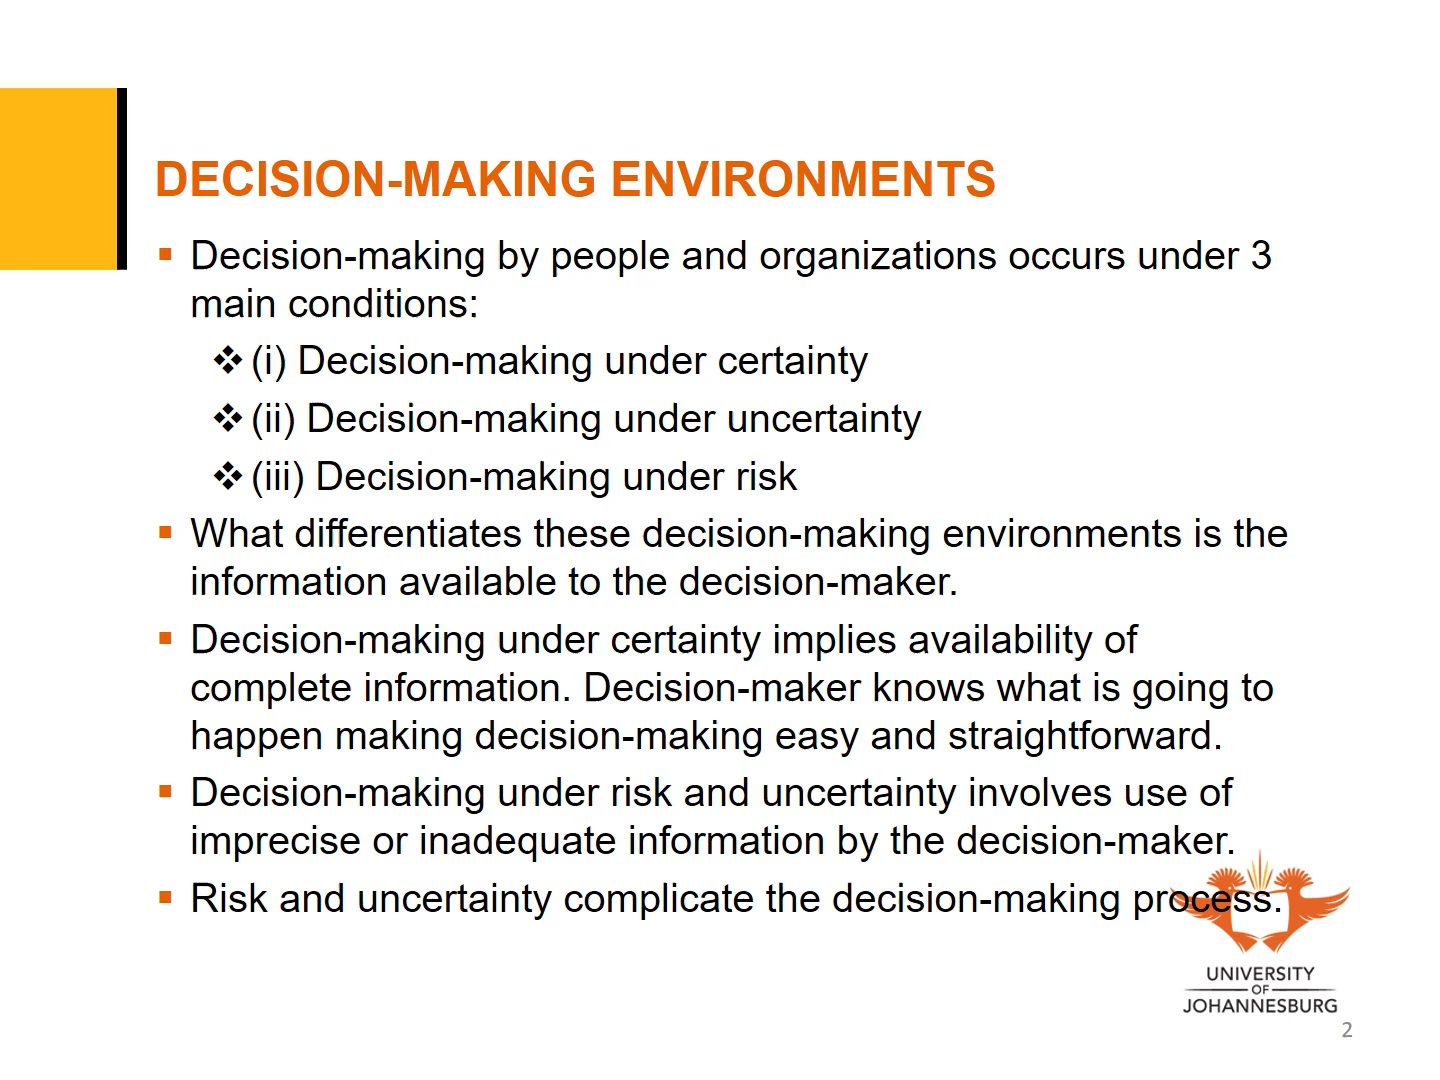 DECISION-MAKING ENVIRONMENTS
▪ Decision-making by people and organizations occurs under 3
main conditions:
❖(i) Decision-making under certainty
❖(ii) Decision-making under uncertainty
❖(iii) Decision-making under risk
▪ What differentiates these decision-making environments is the
information available to the decision-maker.
▪ Decision-making under certainty implies availability of
complete information. Decision-maker knows what is going to
happen making decision-making easy and straightforward.
▪ Decision-making under risk and uncertainty involves use of
imprecise or inadequate information by the decision-maker.
▪ Risk and uncertainty complicate the decision-making process.
UNIVERSITY
OF
JOHANNESBURG
2